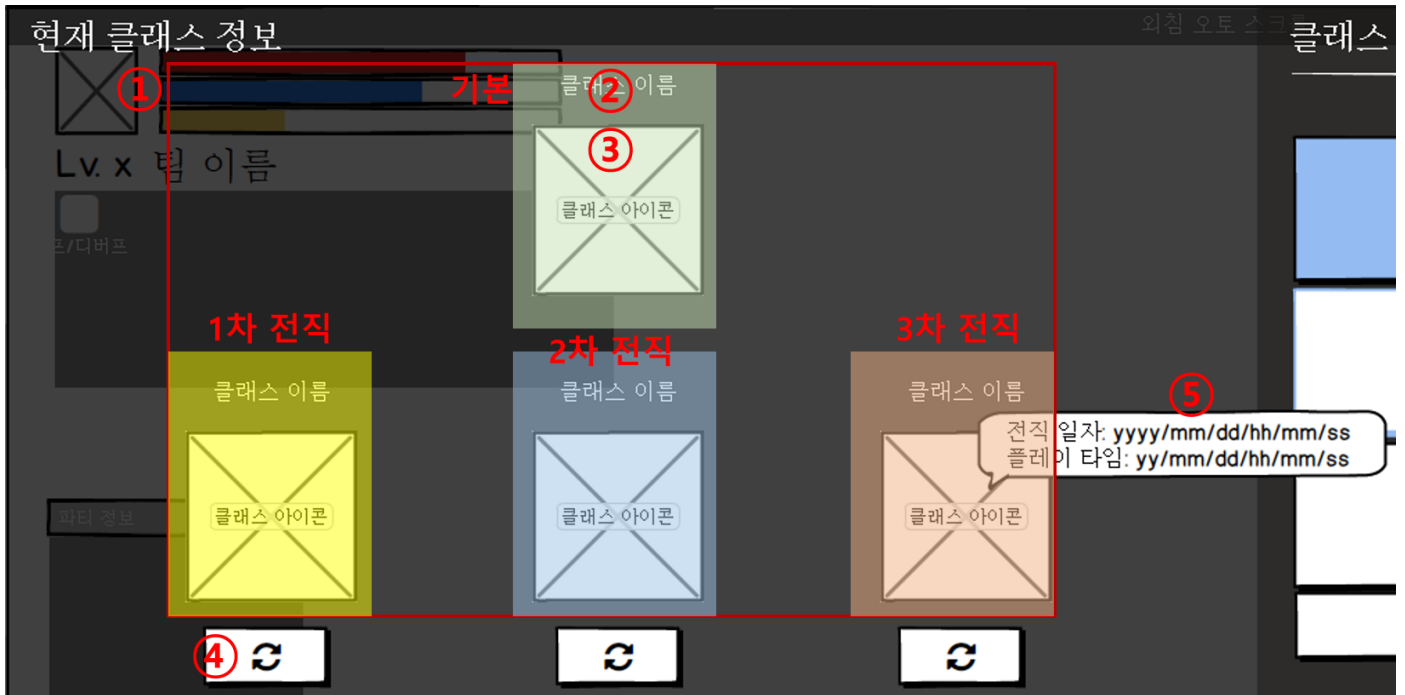 현재 클래스 정보
외침 오토 스크롤
클래스
①
기본
클래스 이름
②
③
Lv. x 팀 이름
클래스 아이콘
프/디버프
1차 전직
2차 전직
3차 전직
클래스 이름
클래스 이름
클래스 이름
⑤
전직 일자: yyyy/mm/dd/hh/mm/ss
플레이 타임: yy/mm/dd/hh/mm/ss
파티 정보
클래스 아이콘
클래스 아이콘
클래스 아이콘
④